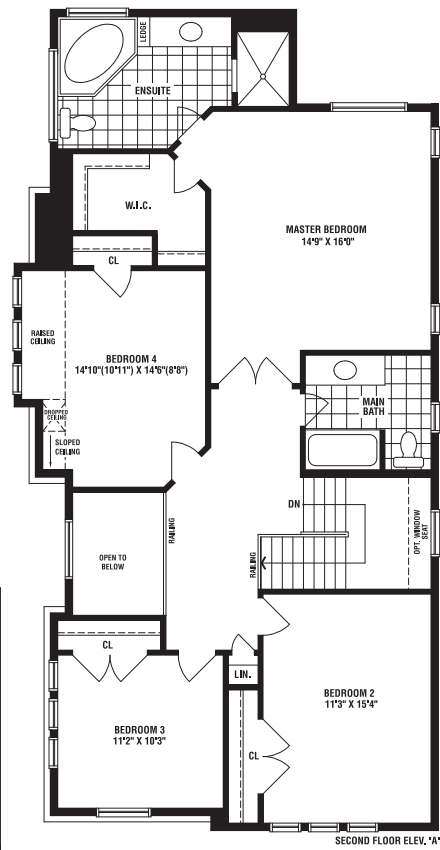 LEDGE
ENSUITE
W.I.C.
MASTER BEDROOM
14'9" X 16'0"
CL
RAISED
CEILING
BEDROOM 4
14'10"(10'11") X 14'6"(8'8")
MAIN
BATH
DROPPED
CEILING
SLOPED
CEILING
DN
OPT. WINDOW
SEAT
RAILING
OPEN TO
BELOW
RAILING
CL
LIN.
BEDROOM 2
11'3" X 15'4"
BEDROOM 3
11'2" X 10'3"
CL
SECOND FLOOR ELEV. 'A'